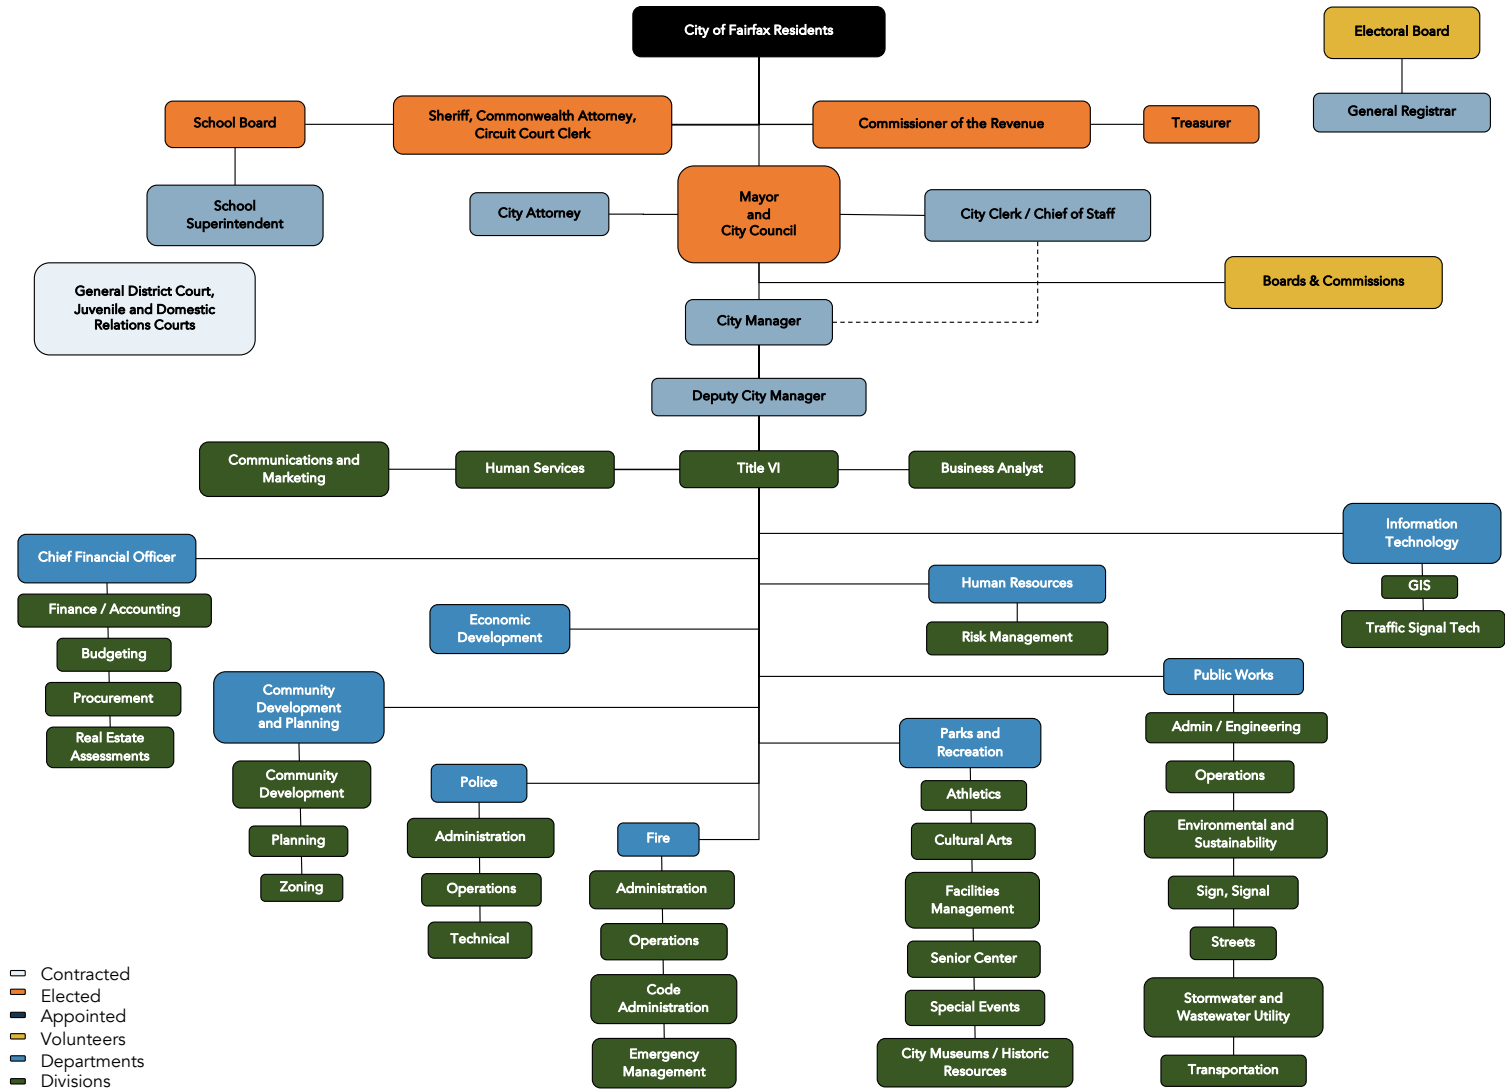 City of Fairfax Residents
Electoral Board
General Registrar
School Board
Sheriff, Commonwealth Attorney,
Circuit Court Clerk
Commissioner of the Revenue
Treasurer
School
Superintendent
City Attorney
Mayor
and
City Council
City Clerk / Chief of Staff
General District Court,
Juvenile and Domestic
Relations Courts
Boards & Commissions
City Manager
Deputy City Manager
Communications and
Marketing
Human Services
Title VI
Business Analyst
Chief Financial Officer
Finance / Accounting
Budgeting
Procurement
Real Estate
Assessments
Community
Development
and Planning
Community
Development
Planning
Zoning
Economic
Development
Police
Administration
Operations
Technical
Fire
Administration
Operations
Code
Administration
Emergency
Management
Human Resources
Risk Management
Parks and
Recreation
Athletics
Cultural Arts
Facilities
Management
Senior Center
Special Events
City Museums / Historic
Resources
Information
Technology
GIS
Traffic Signal Tech
Public Works
Admin / Engineering
Operations
Environmental and
Sustainability
Sign, Signal
Streets
Stormwater and
Wastewater Utility
Transportation
Contracted
Elected
Appointed
Volunteers
Departments
Divisions